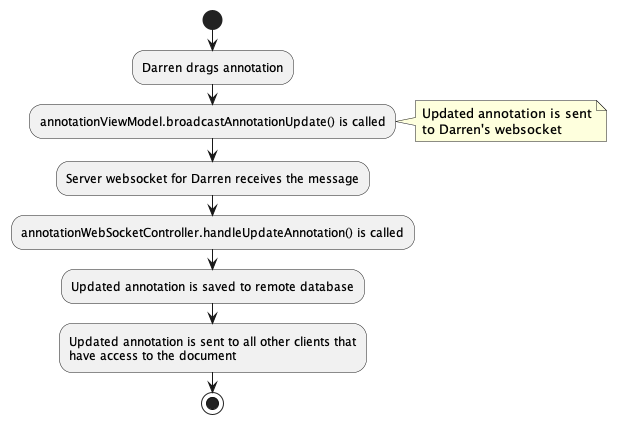 Darren drags annotation
annotationViewModel.broadcastAnnotationUpdate() is called
Updated annotation is sent
to Darren's websocket
Server websocket for Darren receives the message
annotationWebSocketController.handleUpdateAnnotation() is called
Updated annotation is saved to remote database
Updated annotation is sent to all other clients that
have access to the document